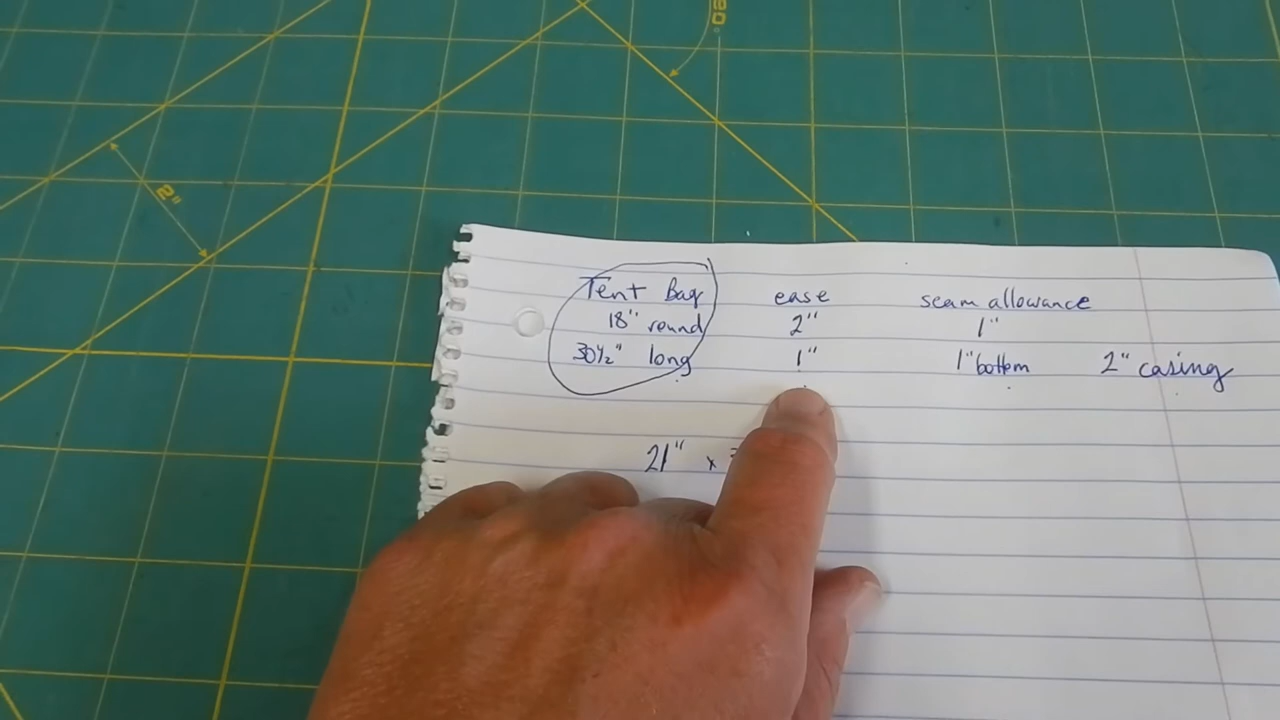 60°
2"
Tent Bag ease seam allowance
18" round 2" 1"
30½" long 1" 1" bottom 2" casing
21" x